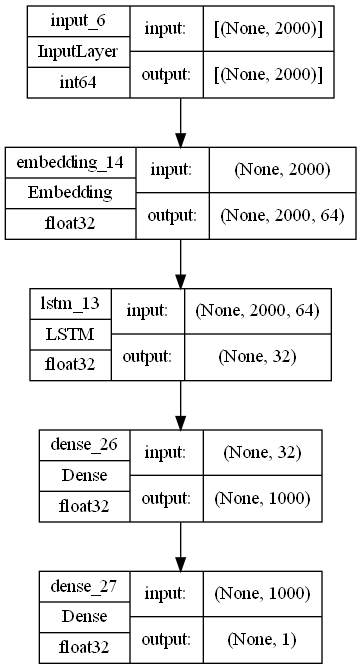 input_6 input: [(None, 2000)]
InputLayer
int64 output: [(None, 2000)]
embedding_14 input: (None, 2000)
Embedding
float32 output: (None, 2000, 64)
lstm_13 input: (None, 2000, 64)
LSTM
float32 output: (None, 32)
dense_26 input: (None, 32)
Dense
float32 output: (None, 1000)
dense_27 input: (None, 1000)
Dense
float32 output: (None, 1)